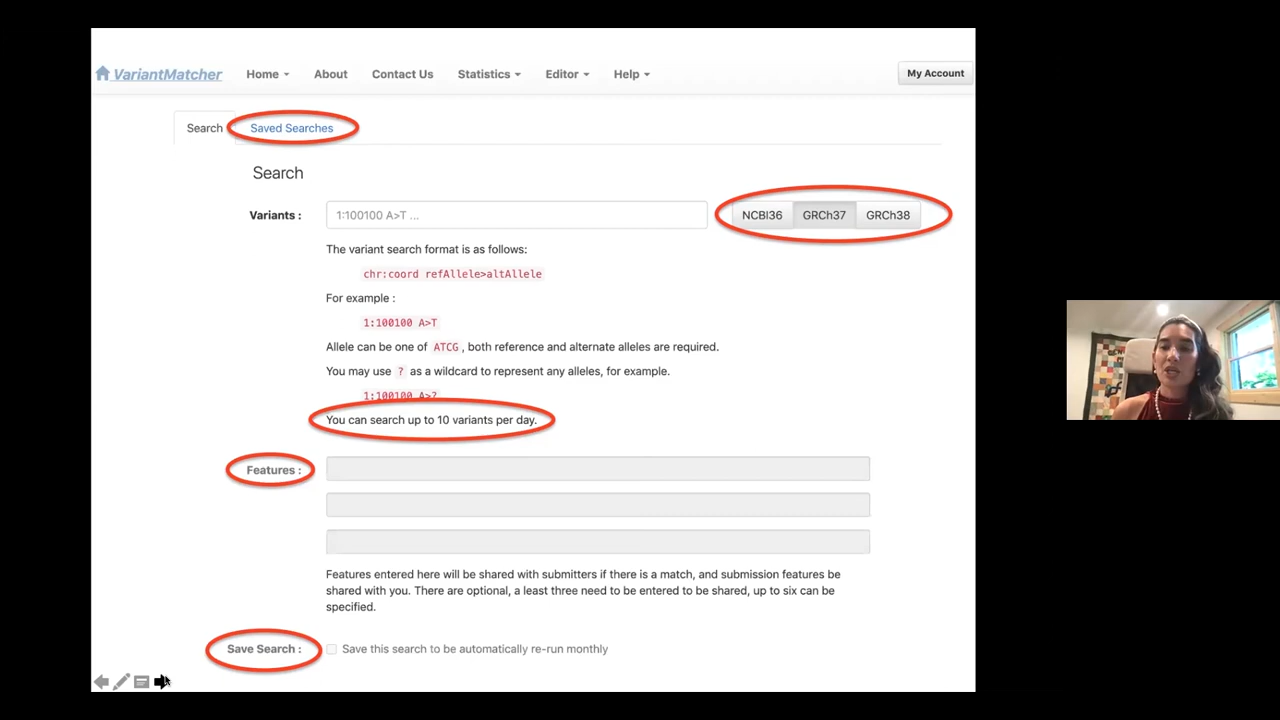 VariantMatcher Home About Contact Us Statistics Editor Help My Account
Search Saved Searches
Search
Variants : 1:100100 A>T ... NCBI36 GRCh37 GRCh38
The variant search format is as follows:
chr:coord refAllele>altAllele
For example :
1:100100 A>T
Allele can be one of ATCG , both reference and alternate alleles are required.
You may use ? as a wildcard to represent any alleles, for example.
1:100100 A>?
You can search up to 10 variants per day.
Features :
Features entered here will be shared with submitters if there is a match, and submission features be
shared with you. There are optional, a least three need to be entered to be shared, up to six can be
specified.
Save Search : Save this search to be automatically re-run monthly